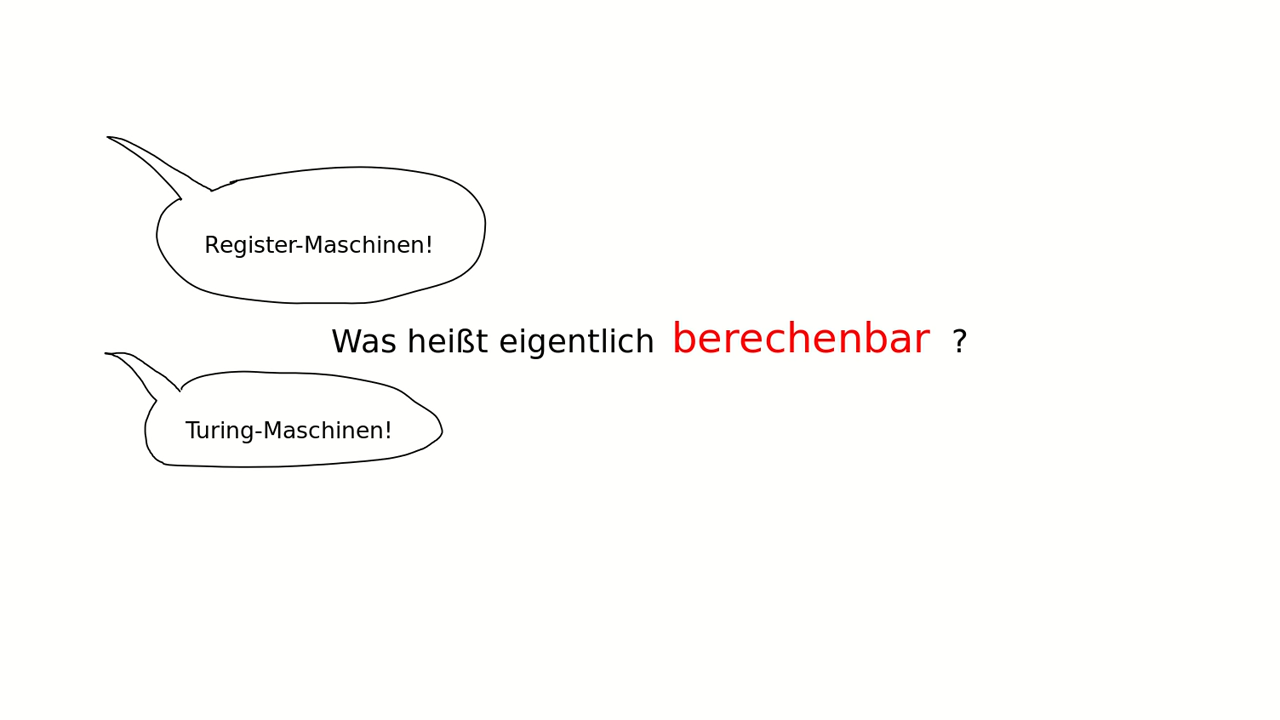 Register-Maschinen!
Was heißt eigentlich berechenbar ?
Turing-Maschinen!